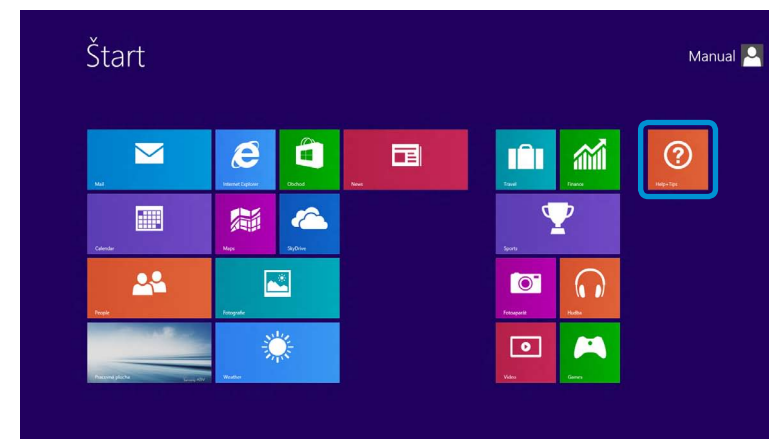 Štart
Manual
Mail
Internet Explorer
Obchod
News
Travel
Finance
Help+Tips
Calendar
Maps
SkyDrive
Sports
People
Fotografie
Fotoaparát
Hudba
Pracovná plocha
Weather
Video
Games